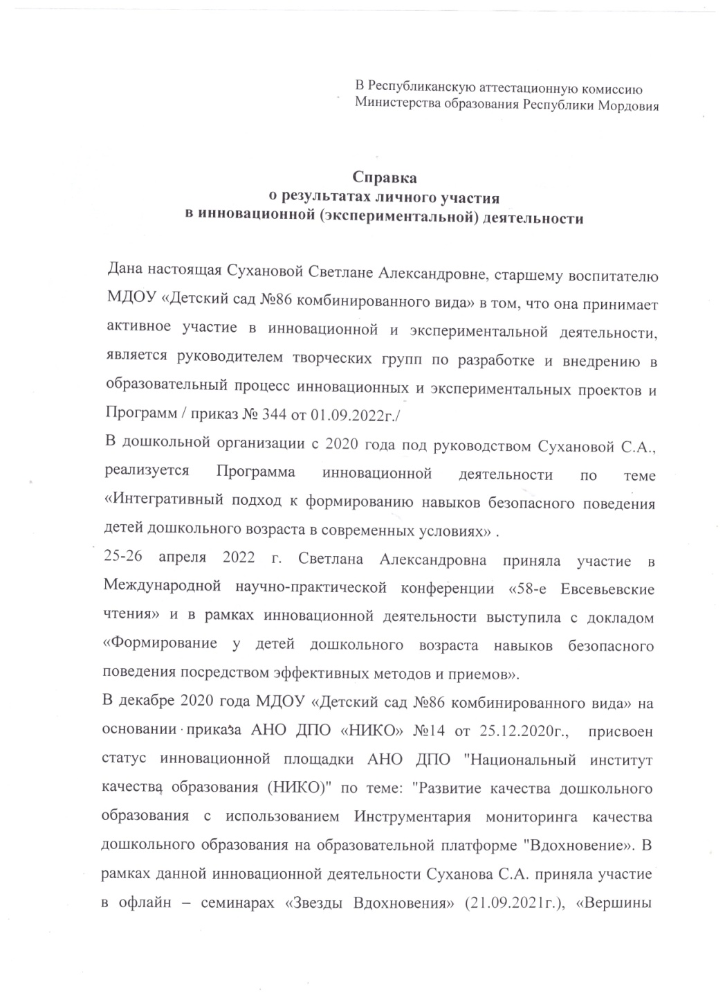 В Республиканскую аттестационную комиссию
Министерства образования Республики Мордовия
Справка
о результатах личного участия
в инновационной (экспериментальной) деятельности
Дана настоящая Сухановой Светлане Александровне, старшему воспитателю
МДОУ «Детский сад №86 комбинированного вида» в том, что она принимает
активное участие в инновационной и экспериментальной деятельности,
является руководителем творческих групп по разработке и внедрению в
образовательный процесс инновационных и экспериментальных проектов и
Программ / приказ № 344 от 01.09.2022г./
В дошкольной организации с 2020 года под руководством Сухановой С.А.,
реализуется Программа инновационной деятельности по теме
«Интегративный подход к формированию навыков безопасного поведения
детей дошкольного возраста в современных условиях» .
25-26 апреля 2022 г. Светлана Александровна приняла участие в
Международной научно-практической конференции «58-е Евсевьевские
чтения» и в рамках инновационной деятельности выступила с докладом
«Формирование у детей дошкольного возраста навыков безопасного
поведения посредством эффективных методов и приемов».
В декабре 2020 года МДОУ «Детский сад №86 комбинированного вида» на
основании приказа АНО ДПО «НИКО» №14 от 25.12.2020г., присвоен
статус инновационной площадки АНО ДПО "Национальный институт
качества образования (НИКО)" по теме: "Развитие качества дошкольного
образования с использованием Инструментария мониторинга качества
дошкольного образования на образовательной платформе "Вдохновение». В
рамках данной инновационной деятельности Суханова С.А. приняла участие
в офлайн – семинарах «Звезды Вдохновения» (21.09.2021г.), «Вершины